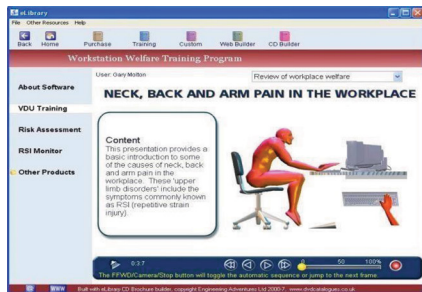 eLibrary
File Other Resources Help
Back Home Purchase Training Custom Web Builder CD Builder
Workstation Welfare Training Program
User: Gary Molton
Review of workplace welfare
About Software
VDU Training
Risk Assessment
RSI Monitor
Other Products
NECK, BACK AND ARM PAIN IN THE WORKPLACE
Content
This presentation provides a
basic introduction to some
of the causes of neck, back
and arm pain in the
workplace. These 'upper
limb disorders' include the
symptoms commonly known
as RSI (repetitive strain
injury).
0:3:7
0 50 100%
The FFWD/Camera/Stop button will toggle the automatic sequence or jump to the next frame.
WWW Built with eLibrary CD Brochure builder, copyright Engineering Adventures Ltd 2000-7. www.dvdcatalogues.co.uk